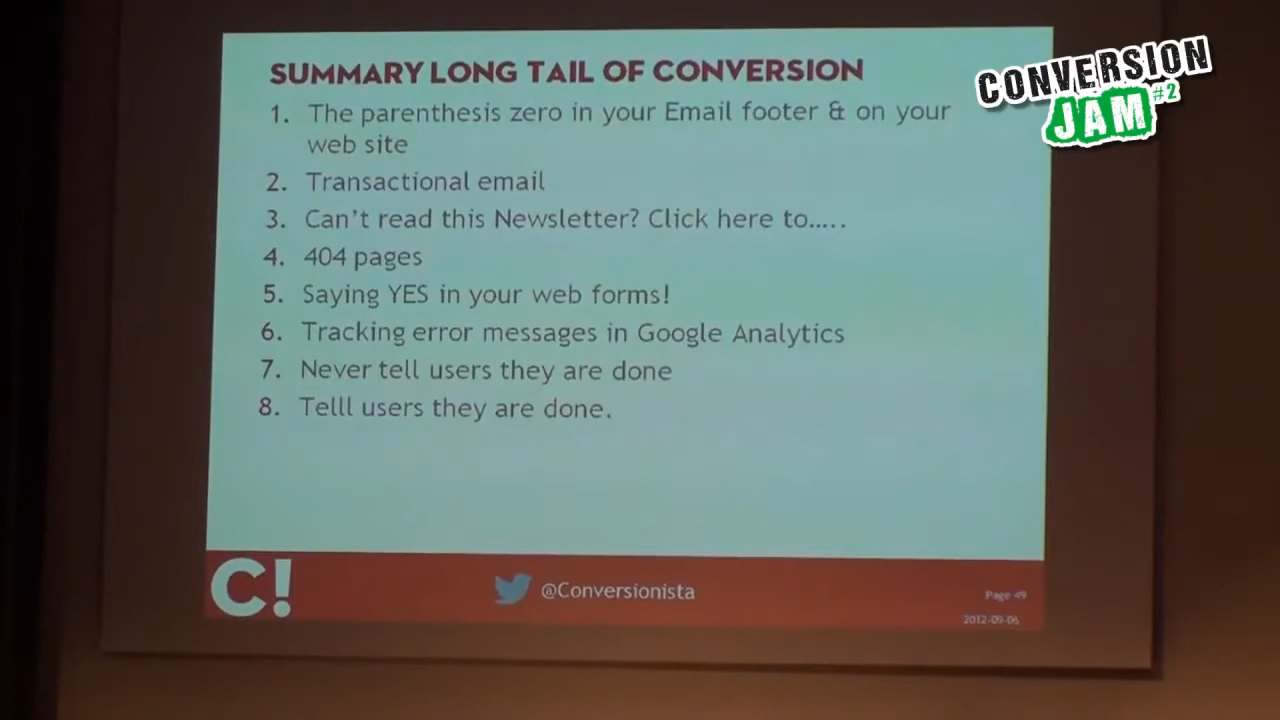 SUMMARY LONG TAIL OF CONVERSION
CONVERSION
JAM #2
1. The parenthesis zero in your Email footer & on your
web site
2. Transactional email
3. Can't read this Newsletter? Click here to.....
4. 404 pages
5. Saying YES in your web forms!
6. Tracking error messages in Google Analytics
7. Never tell users they are done
8. Telll users they are done.
C!
@Conversionista
Page 49
2012-09-06